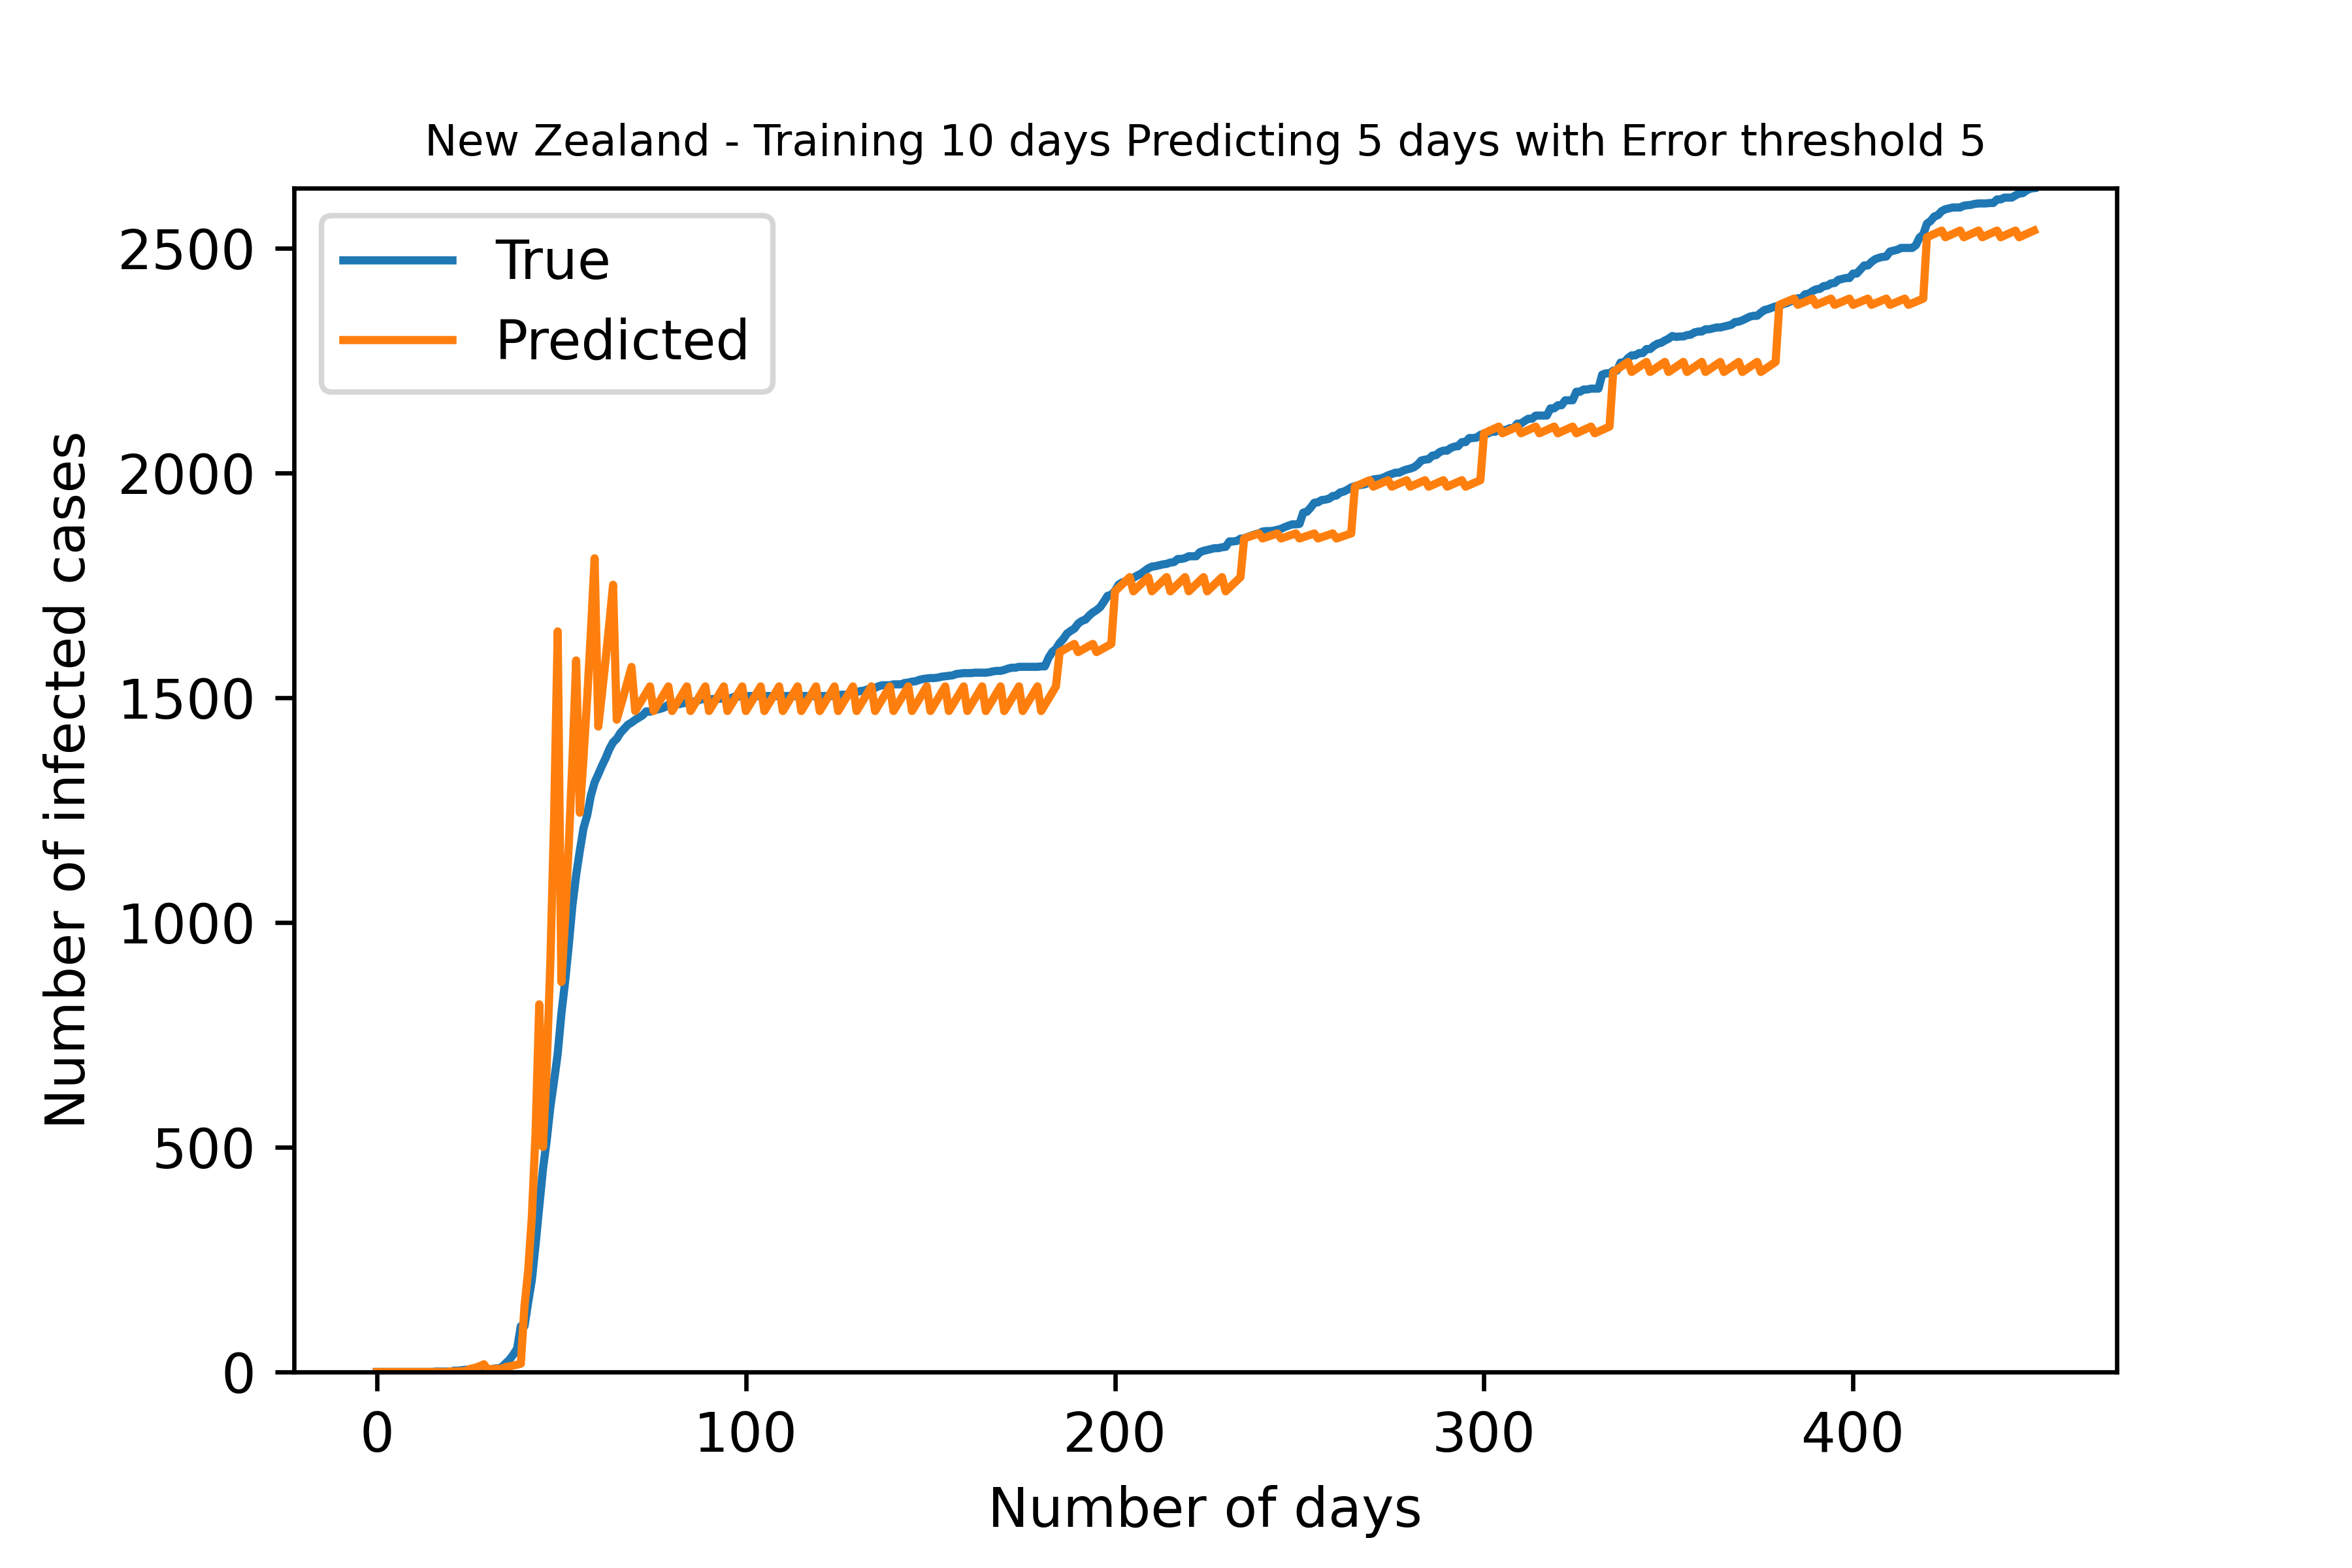 New Zealand - Training 10 days Predicting 5 days with Error threshold 5
True
Predicted
Number of infected cases
2500
2000
1500
1000
500
0
0 100 200 300 400
Number of days